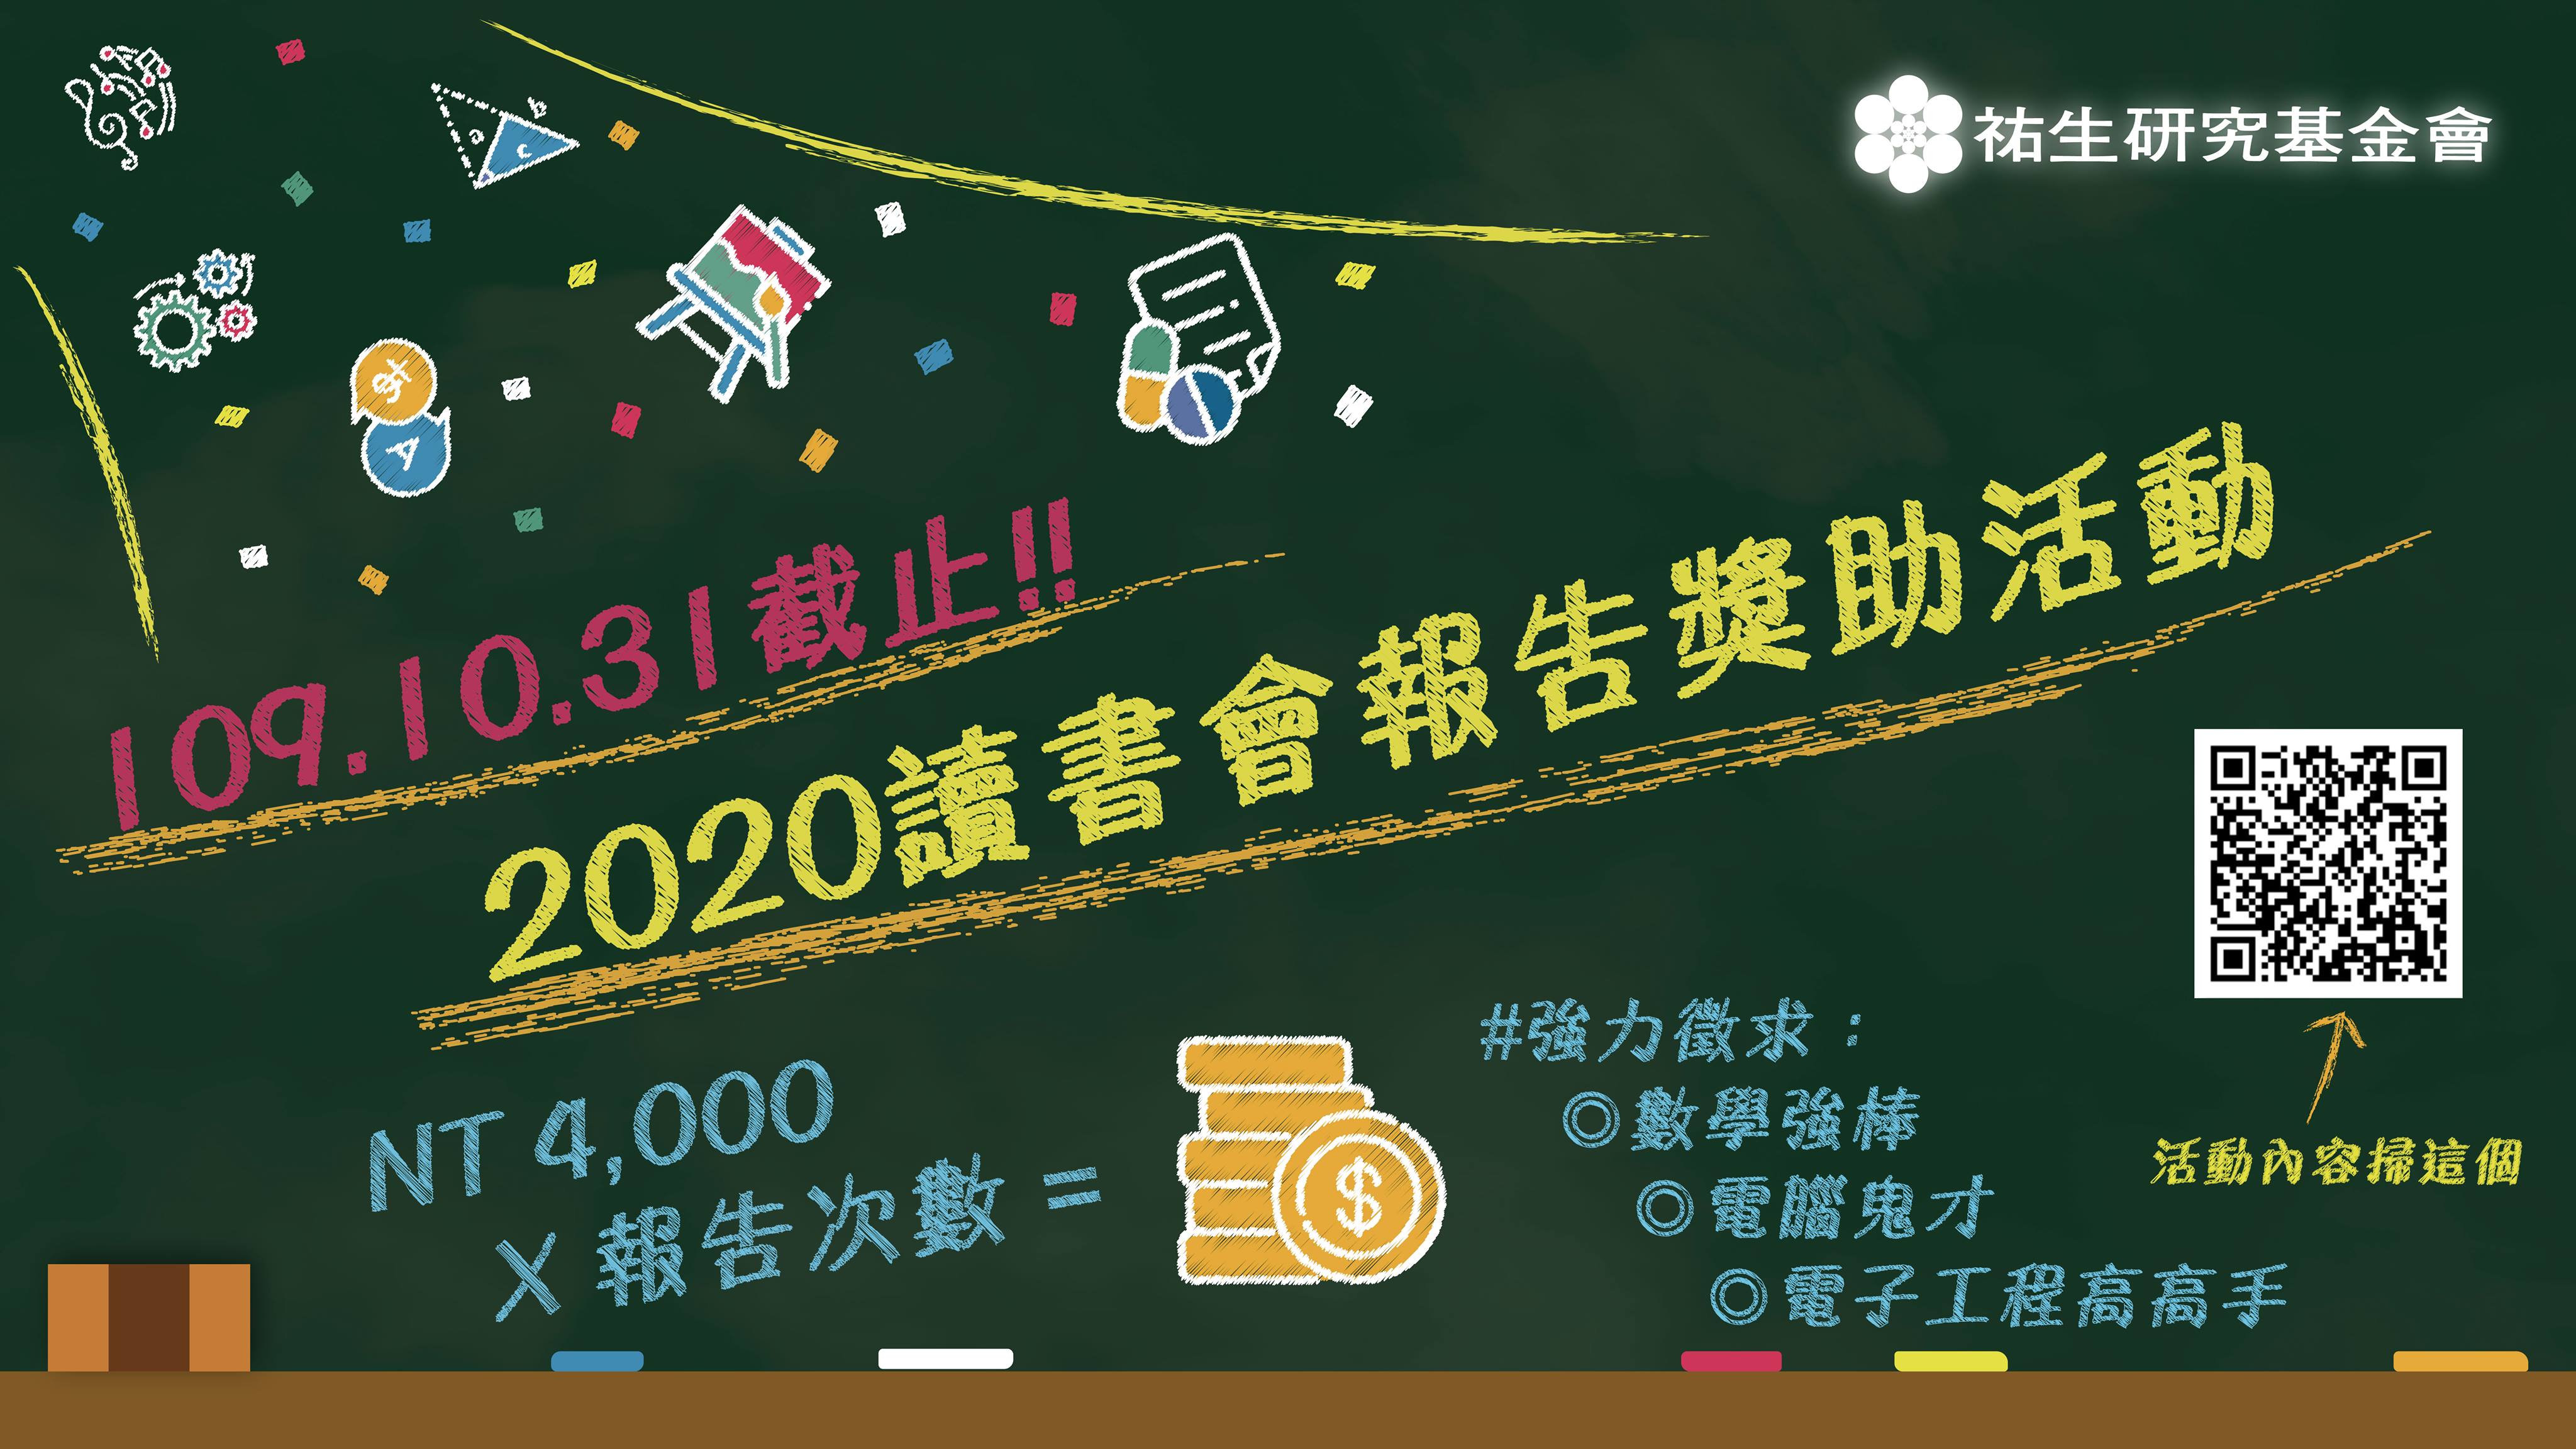 祐生研究基金會
b
a
c
A
109.10.31截止!!
2020讀書會報告獎助活動
NT 4,000
X 報告次數 =
$
#強力徵求：
◎數學強棒
◎電腦鬼才
◎電子工程高高手
活動內容掃這個